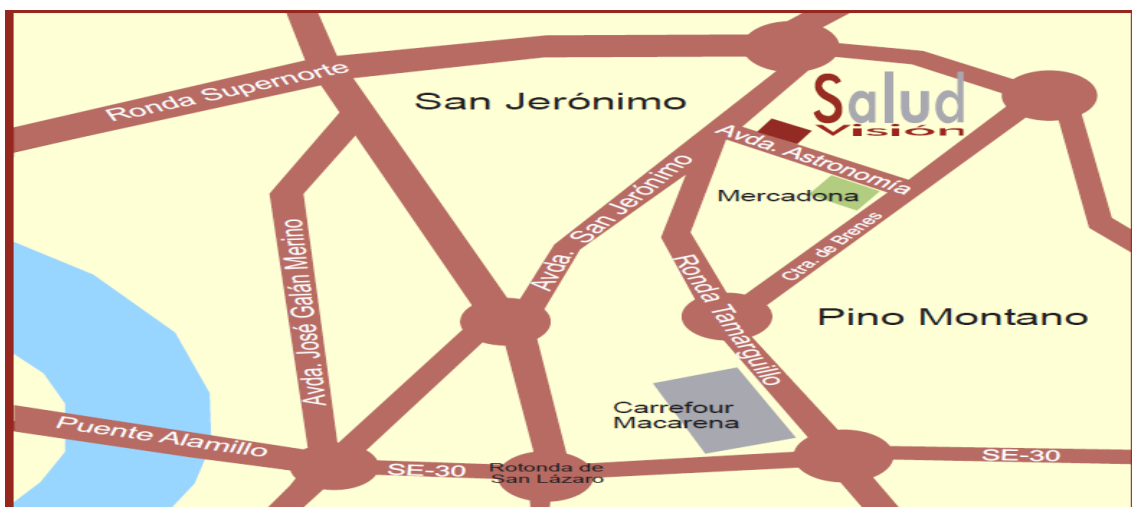 Ronda Supernorte
San Jerónimo
Salud
Visión
Avda. Astronomía
Mercadona
Avda. San Jerónimo
Ctra. de Brenes
Avda. José Galán Merino
Ronda Tamarguillo
Pino Montano
Carrefour
Macarena
Puente Alamillo
SE-30
Rotonda de
San Lázaro
SE-30